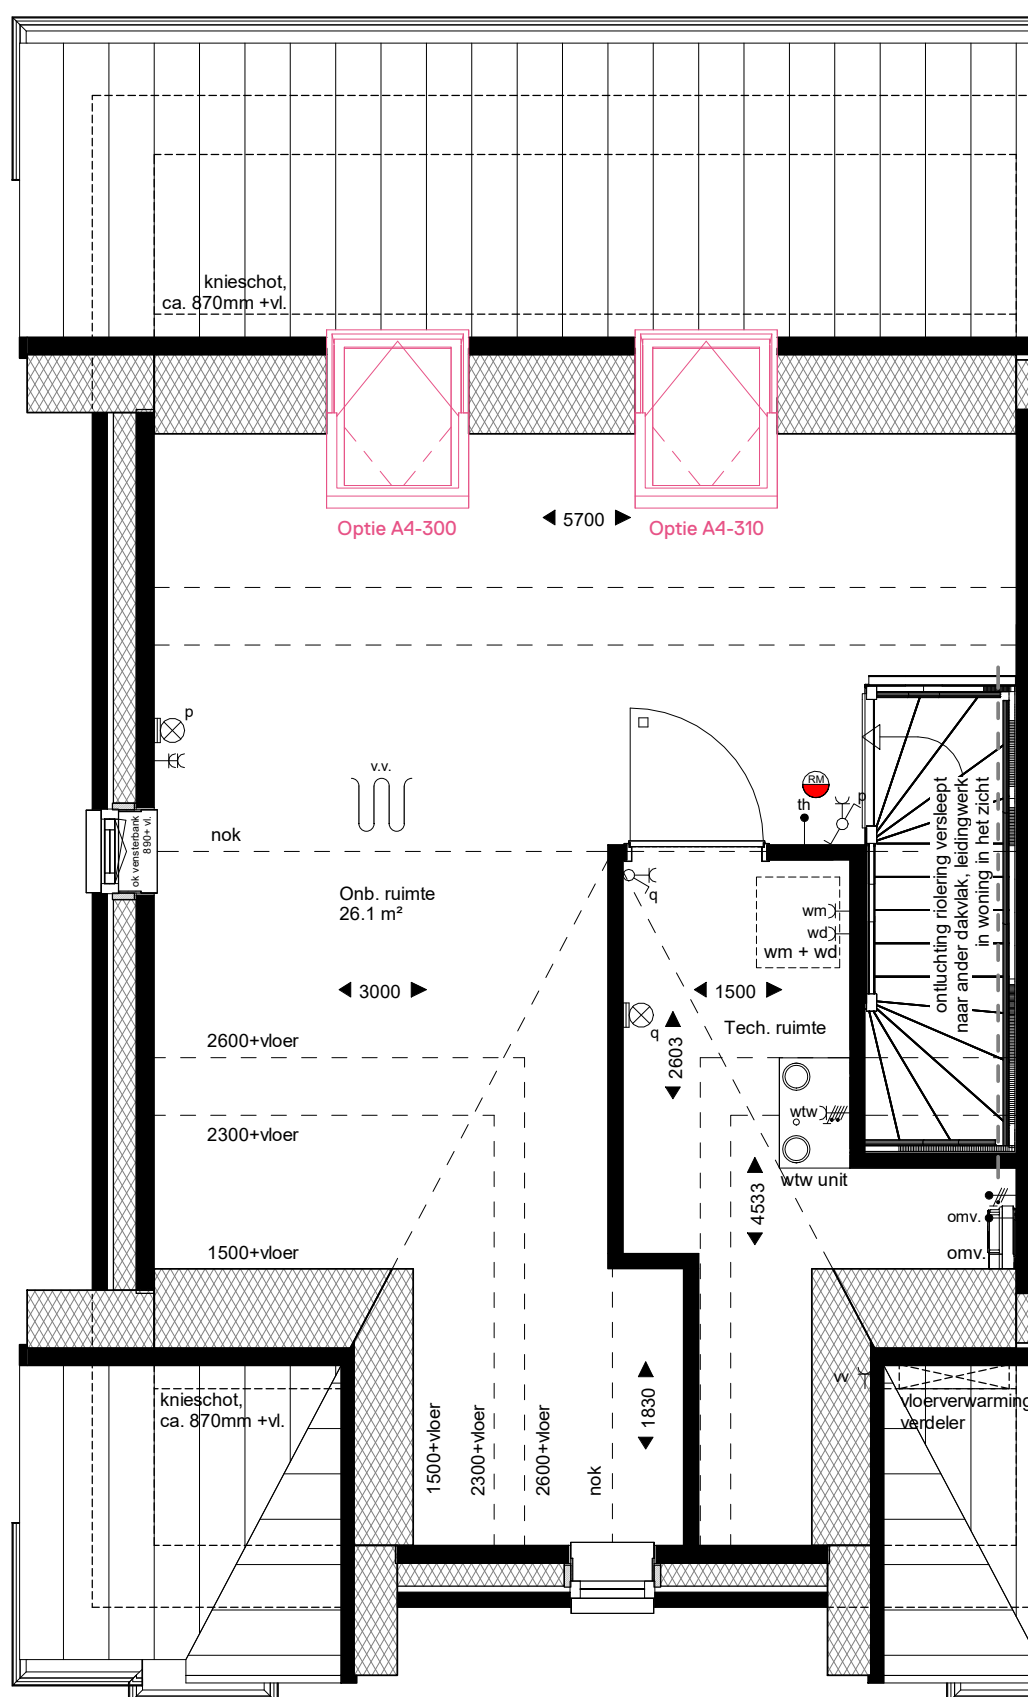 knieschot,
ca. 870mm +vl.
Optie A4-300
5700
Optie A4-310
p
v.v.
RM
th
p
nok
ok vensterbank
890+ vl.
Onb. ruimte
26.1 m²
q
wm
wd
wm + wd
ontluchting riolering versleept
naar ander dakvlak, leidingwerk
in woning in het zicht
3000
1500
Tech. ruimte
q
2603
2600+vloer
2300+vloer
wtw
wtw unit
4533
omv.
omv.
1500+vloer
knieschot,
ca. 870mm +vl.
1500+vloer
2300+vloer
2600+vloer
nok
1830
w
vloerverwarming
verdeler